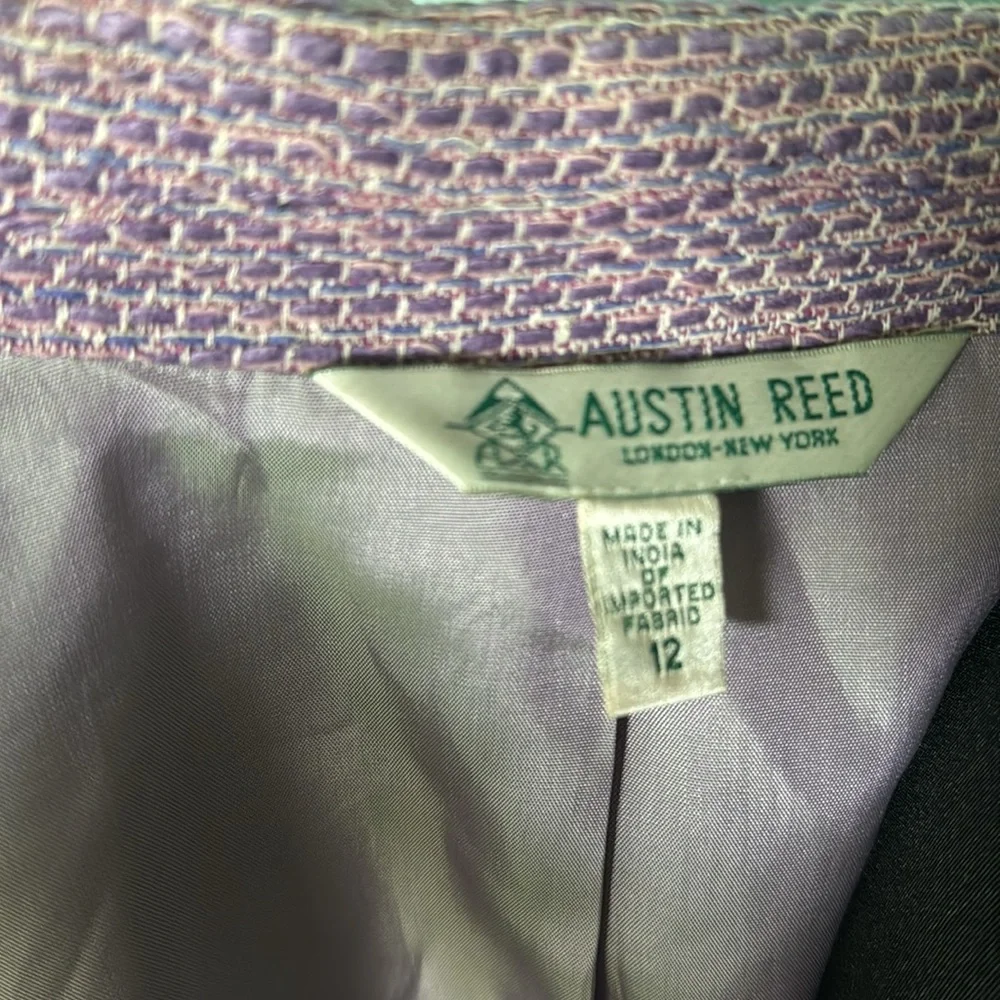 AUSTIN REED
LONDON-NEW YORK
MADE IN
INDIA
OF
IMPORTED
FABRIC
12